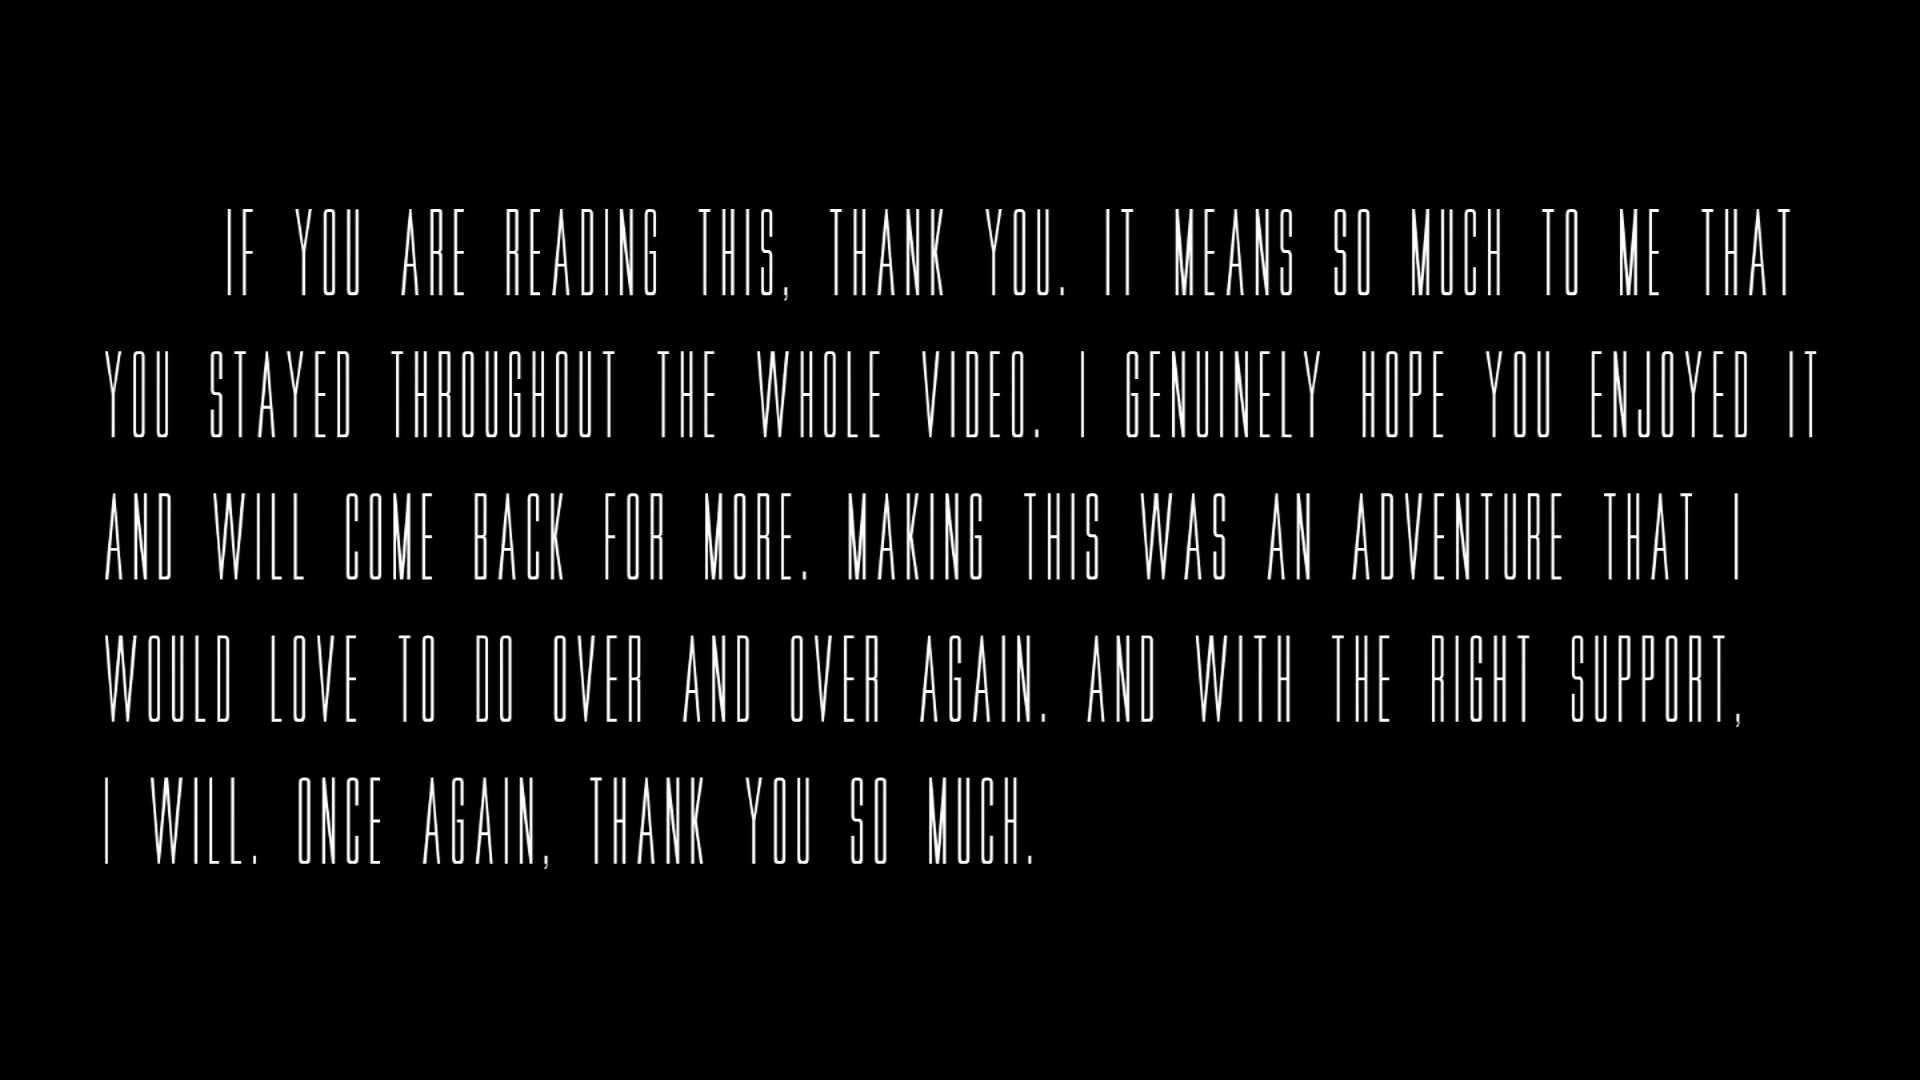 IF YOU ARE READING THIS, THANK YOU. IT MEANS SO MUCH TO ME THAT
YOU STAYED THROUGHOUT THE WHOLE VIDEO. I GENUINELY HOPE YOU ENJOYED IT
AND WILL COME BACK FOR MORE. MAKING THIS WAS AN ADVENTURE THAT I
WOULD LOVE TO DO OVER AND OVER AGAIN. AND WITH THE RIGHT SUPPORT,
I WILL. ONCE AGAIN, THANK YOU SO MUCH.